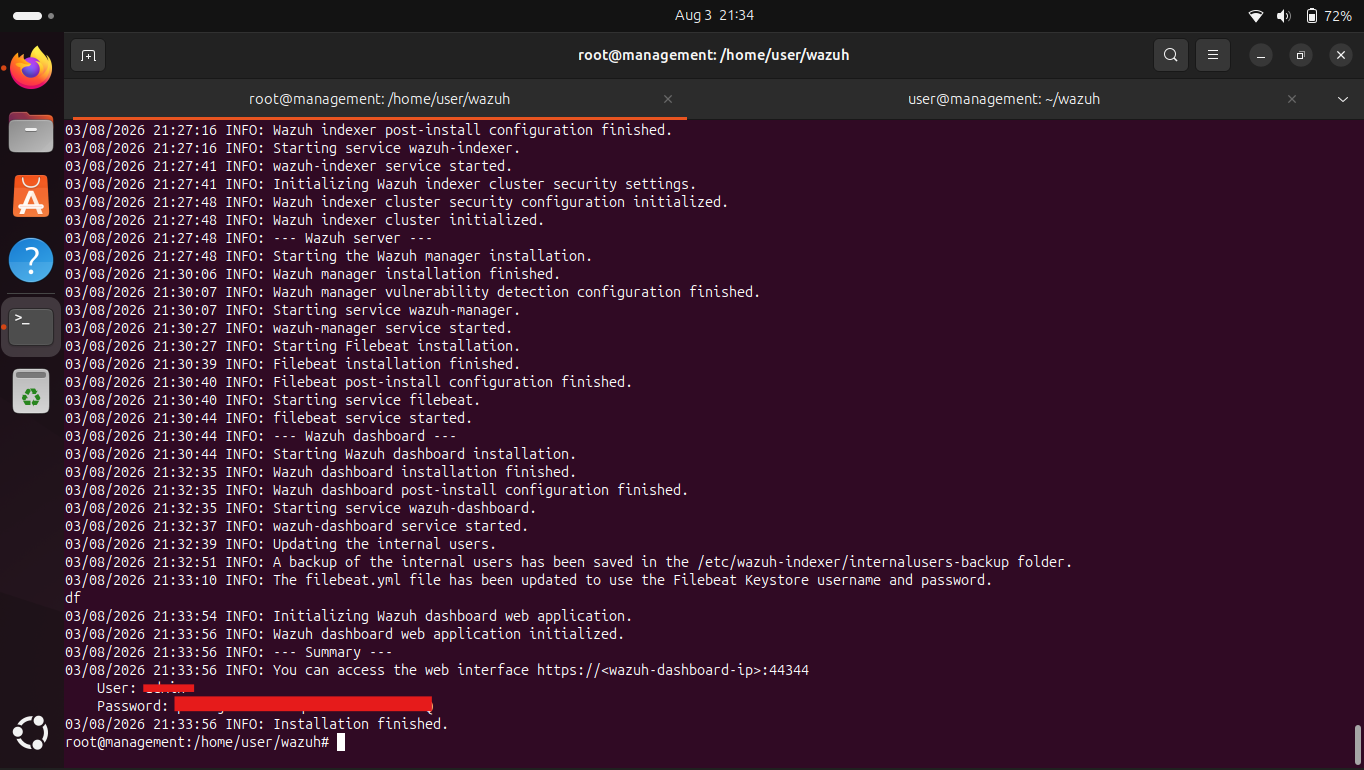 Aug 3 21:34
72%
root@management: /home/user/wazuh
root@management: /home/user/wazuh
user@management: ~/wazuh
03/08/2026 21:27:16 INFO: Wazuh indexer post-install configuration finished.
03/08/2026 21:27:16 INFO: Starting service wazuh-indexer.
03/08/2026 21:27:41 INFO: wazuh-indexer service started.
03/08/2026 21:27:41 INFO: Initializing Wazuh indexer cluster security settings.
03/08/2026 21:27:48 INFO: Wazuh indexer cluster security configuration initialized.
03/08/2026 21:27:48 INFO: Wazuh indexer cluster initialized.
03/08/2026 21:27:48 INFO: --- Wazuh server ---
03/08/2026 21:27:48 INFO: Starting the Wazuh manager installation.
03/08/2026 21:30:06 INFO: Wazuh manager installation finished.
03/08/2026 21:30:07 INFO: Wazuh manager vulnerability detection configuration finished.
03/08/2026 21:30:07 INFO: Starting service wazuh-manager.
03/08/2026 21:30:27 INFO: wazuh-manager service started.
03/08/2026 21:30:27 INFO: Starting Filebeat installation.
03/08/2026 21:30:39 INFO: Filebeat installation finished.
03/08/2026 21:30:40 INFO: Filebeat post-install configuration finished.
03/08/2026 21:30:40 INFO: Starting service filebeat.
03/08/2026 21:30:44 INFO: filebeat service started.
03/08/2026 21:30:44 INFO: --- Wazuh dashboard ---
03/08/2026 21:30:44 INFO: Starting Wazuh dashboard installation.
03/08/2026 21:32:35 INFO: Wazuh dashboard installation finished.
03/08/2026 21:32:35 INFO: Wazuh dashboard post-install configuration finished.
03/08/2026 21:32:35 INFO: Starting service wazuh-dashboard.
03/08/2026 21:32:37 INFO: wazuh-dashboard service started.
03/08/2026 21:32:39 INFO: Updating the internal users.
03/08/2026 21:32:51 INFO: A backup of the internal users has been saved in the /etc/wazuh-indexer/internalusers-backup folder.
03/08/2026 21:33:10 INFO: The filebeat.yml file has been updated to use the Filebeat Keystore username and password.
df
03/08/2026 21:33:54 INFO: Initializing Wazuh dashboard web application.
03/08/2026 21:33:56 INFO: Wazuh dashboard web application initialized.
03/08/2026 21:33:56 INFO: --- Summary ---
03/08/2026 21:33:56 INFO: You can access the web interface https://<wazuh-dashboard-ip>:44344
User:
Password:
03/08/2026 21:33:56 INFO: Installation finished.
root@management:/home/user/wazuh#